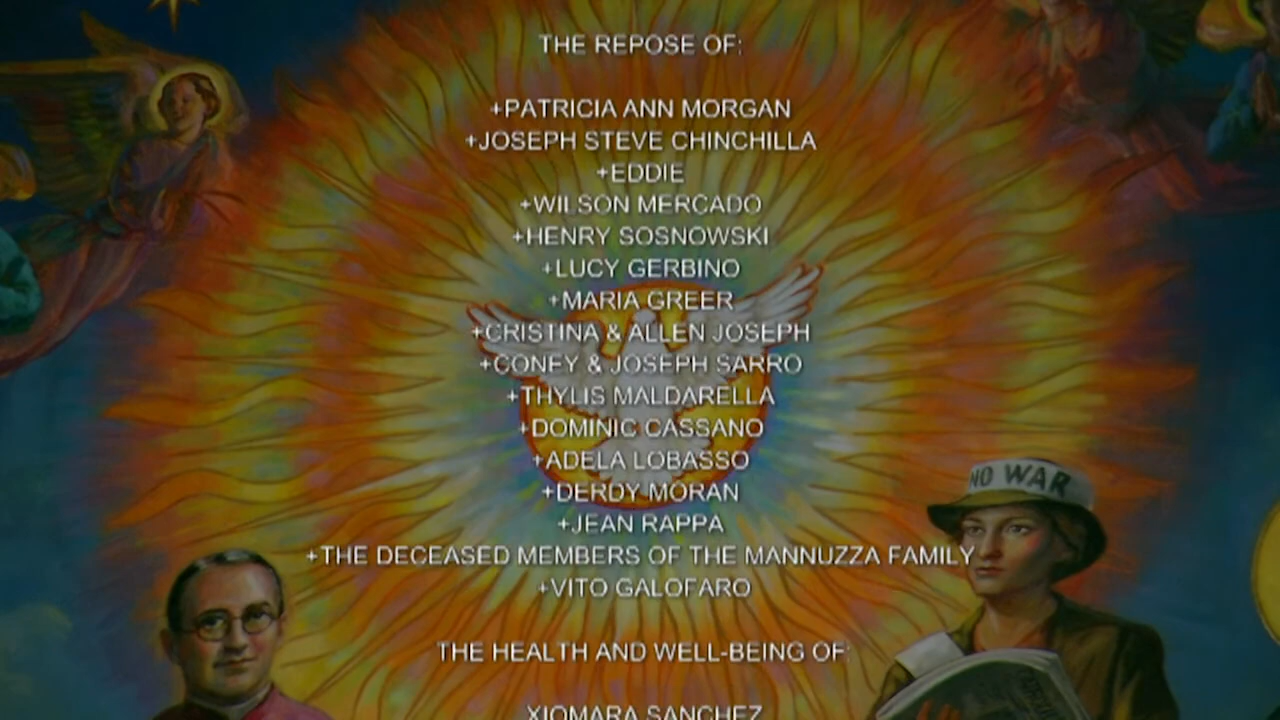 THE REPOSE OF:
+PATRICIA ANN MORGAN
+JOSEPH STEVE CHINCHILLA
+EDDIE
+WILSON MERCADO
+HENRY SOSNOWSKI
+LUCY GERBINO
+MARIA GREER
+CRISTINA & ALLEN JOSEPH
+CONEY & JOSEPH SARRO
+THYLIS MALDARELLA
+DOMINIC CASSANO
+ADELA LOBASSO
+DERDY MORAN
+JEAN RAPPA
+THE DECEASED MEMBERS OF THE MANNUZZA FAMILY
+VITO GALOFARO
NO WAR
THE HEALTH AND WELL-BEING OF:
XIOMARA SANCHEZ